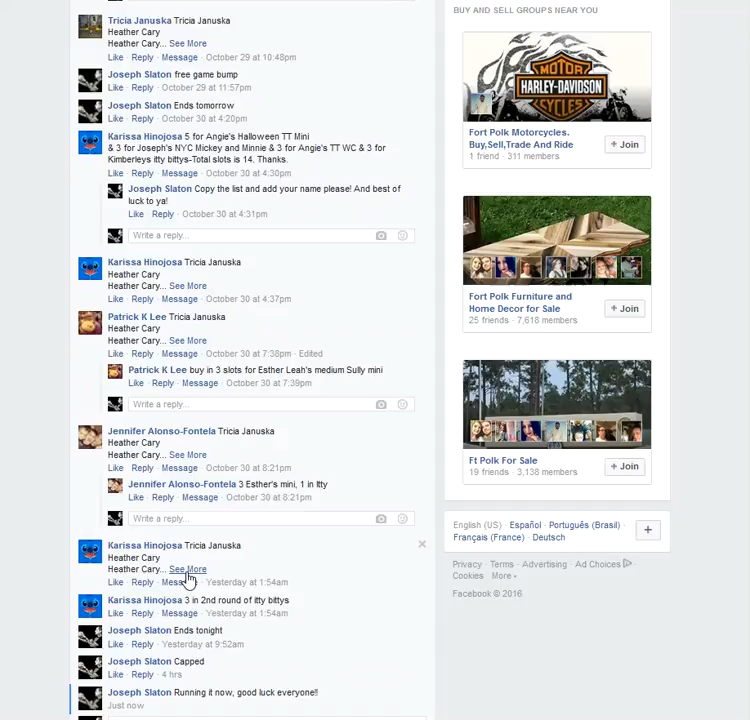 Tricia Januska Tricia Januska
Heather Cary
Heather Cary... See More
Like · Reply · Message · October 29 at 10:48pm
Joseph Slaton free game bump
Like · Reply · October 29 at 11:57pm
Joseph Slaton Ends tomorrow
Like · Reply · October 30 at 4:20pm
Karissa Hinojosa 5 for Angie's Halloween TT Mini
& 3 for Joseph's NYC Mickey and Minnie & 3 for Angie's TT WC & 3 for
Kimberleys itty bittys-Total slots is 14. Thanks.
Like · Reply · Message · October 30 at 4:30pm
Joseph Slaton Copy the list and add your name please! And best of
luck to ya!
Like · Reply · October 30 at 4:31pm
Write a reply...
Karissa Hinojosa Tricia Januska
Heather Cary
Heather Cary... See More
Like · Reply · Message · October 30 at 4:37pm
Patrick K Lee Tricia Januska
Heather Cary
Heather Cary... See More
Like · Reply · Message · October 30 at 7:38pm · Edited
Patrick K Lee buy in 3 slots for Esther Leah's medium Sully mini
Like · Reply · Message · October 30 at 7:39pm
Write a reply...
Jennifer Alonso-Fontela Tricia Januska
Heather Cary
Heather Cary... See More
Like · Reply · Message · October 30 at 8:21pm
Jennifer Alonso-Fontela 3 Esther's mini, 1 in Itty
Like · Reply · Message · October 30 at 8:21pm
Write a reply...
Karissa Hinojosa Tricia Januska
Heather Cary
Heather Cary... See More
Like · Reply · Message · Yesterday at 1:54am
Karissa Hinojosa 3 in 2nd round of itty bittys
Like · Reply · Message · Yesterday at 1:54am
Joseph Slaton Ends tonight
Like · Reply · Yesterday at 9:52am
Joseph Slaton Capped
Like · Reply · 4 hrs
Joseph Slaton Running it now, good luck everyone!!
Just now
BUY AND SELL GROUPS NEAR YOU
MOTOR
HARLEY-DAVIDSON
CYCLES
Fort Polk Motorcycles.
Buy,Sell,Trade And Ride
1 friend · 311 members
+ Join
Fort Polk Furniture and
Home Decor for Sale
25 friends · 7,618 members
+ Join
Ft Polk For Sale
19 friends · 3,138 members
+ Join
English (US) · Español · Português (Brasil) ·
Français (France) · Deutsch
+
Privacy · Terms · Advertising · Ad Choices ·
Cookies · More
Facebook © 2016